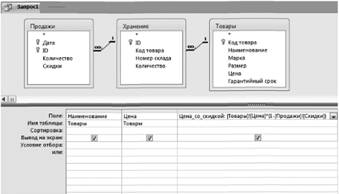 Запрос1
Продажи
Дата
ID
Количество
Скидки
Хранение
ID
Код товара
Номер склада
Количество
Товары
Код товара
Наименование
Марка
Размер
Цена
Гарантийный срок
Поле: Наименование Цена Цена_со_скидкой: [Товары]![Цена]*(1-[Продажи]![Скидки])
Имя таблицы: Товары Товары
Сортировка:
Вывод на экран:
Условие отбора:
или: